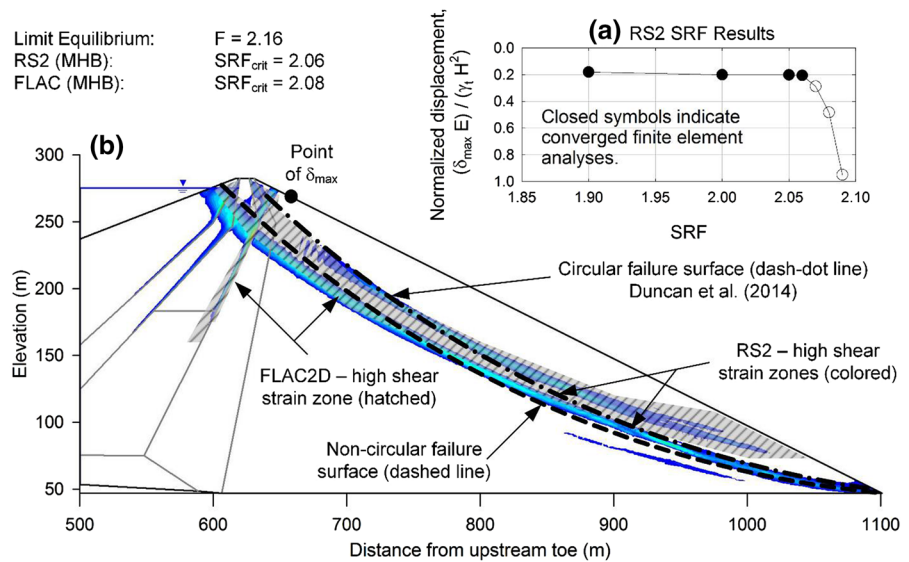 Limit Equilibrium: F = 2.16
RS2 (MHB): SRFcrit = 2.06
FLAC (MHB): SRFcrit = 2.08
(a) RS2 SRF Results
Normalized displacement,
(δmax E) / (γt H²)
0.0
0.2
0.4
0.6
0.8
1.0
Closed symbols indicate
converged finite element
analyses.
1.85 1.90 1.95 2.00 2.05 2.10
SRF
(b)
Point
of δmax
Elevation (m)
300
250
200
150
100
50
Circular failure surface (dash-dot line)
Duncan et al. (2014)
FLAC2D – high shear
strain zone (hatched)
RS2 – high shear
strain zones (colored)
Non-circular failure
surface (dashed line)
500 600 700 800 900 1000 1100
Distance from upstream toe (m)